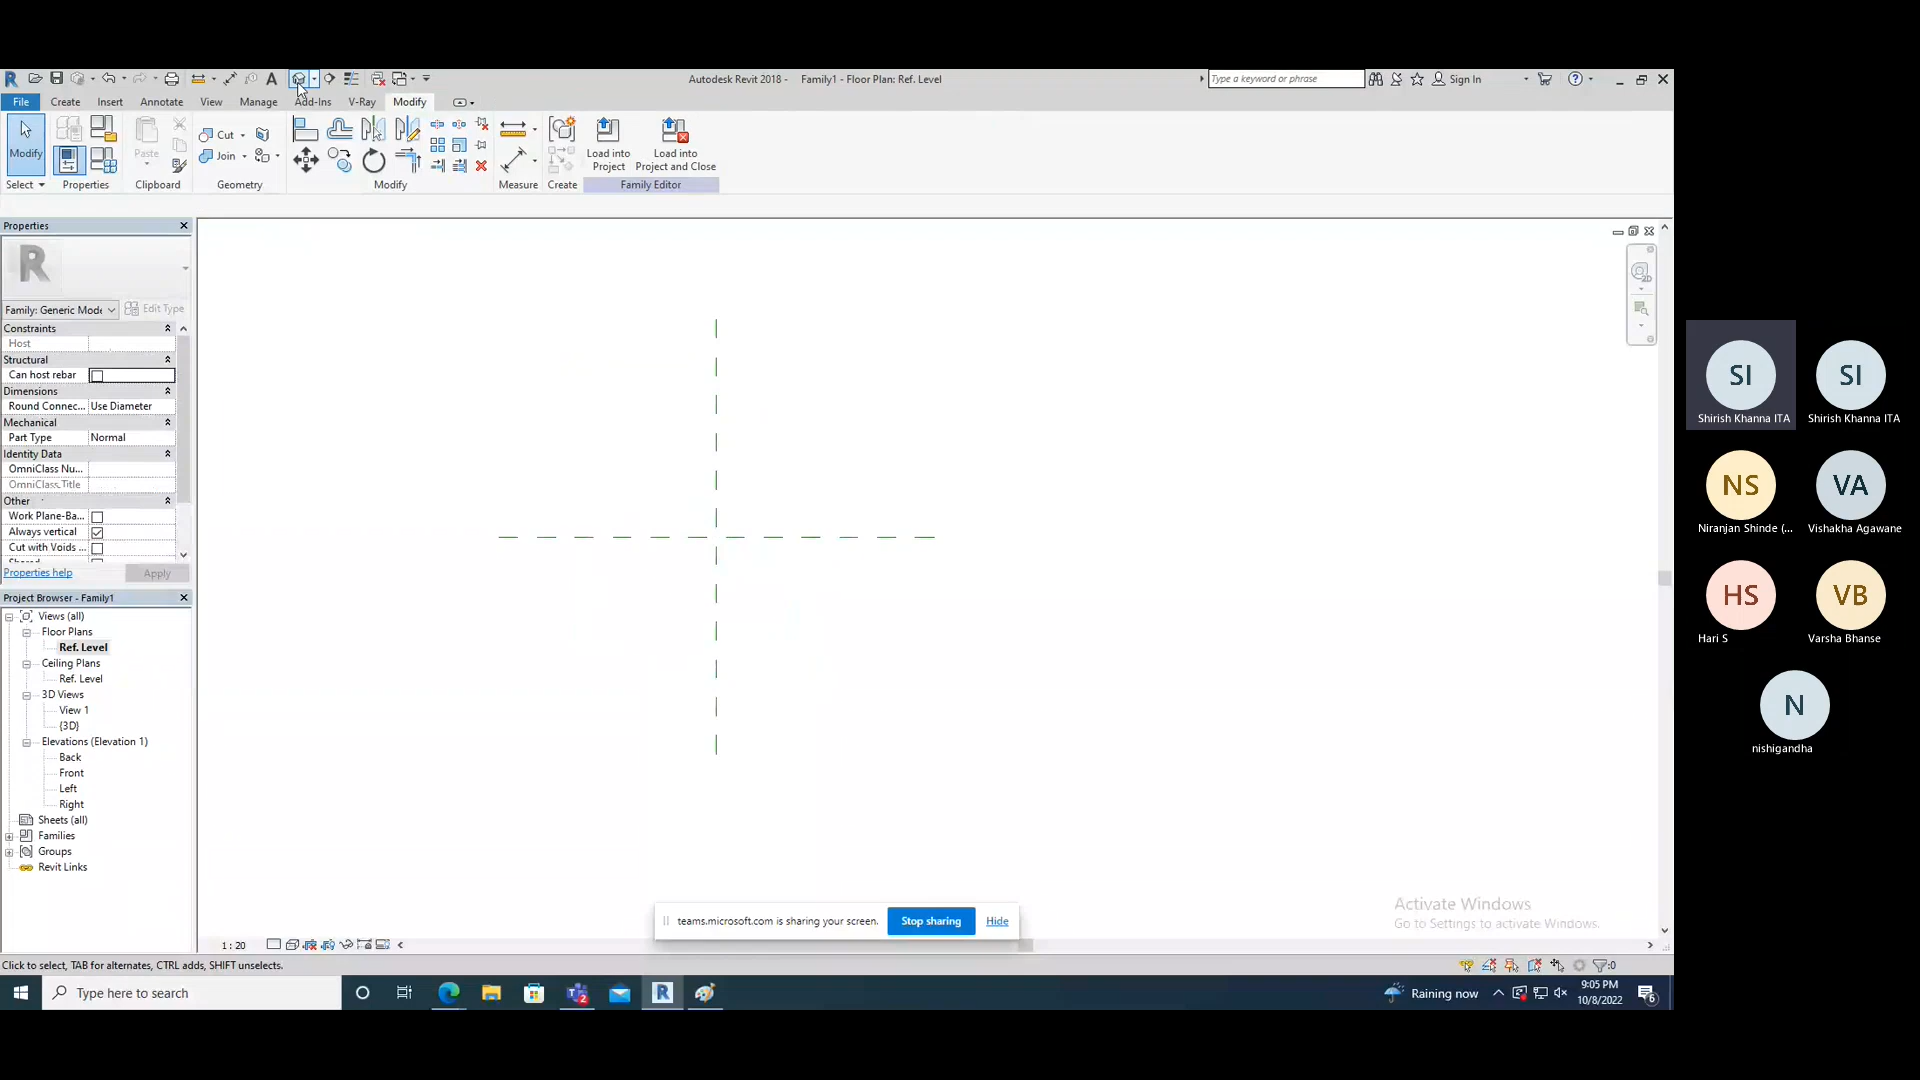 Autodesk Revit 2018 - Family1 - Floor Plan: Ref. Level
Type a keyword or phrase
Sign In
File Create Annotate Insert View Manage Add-Ins V-Ray Modify
Modify
Paste
Cut
Join
Load into Project
Load into Project and Close
Select Properties Clipboard Geometry Modify Measure Create Family Editor
Properties
R
Family: Generic Mode
Edit Type
Constraints
Host
Structural
Can host rebar
Dimensions
Round Connec... Use Diameter
Mechanical
Part Type Normal
Identity Data
OmniClass Nu...
OmniClass Title
Other
Work Plane-Ba...
Always vertical
Cut with Voids ...
Properties help
Apply
Project Browser - Family1
Views (all)
Floor Plans
Ref. Level
Ceiling Plans
Ref. Level
3D Views
View 1
{3D}
Elevations (Elevation 1)
Back
Front
Left
Right
Sheets (all)
Families
Groups
Revit Links
2D
teams.microsoft.com is sharing your screen.
Stop sharing
Hide
Activate Windows
Go to Settings to activate Windows.
1 : 20
Click to select, TAB for alternates, CTRL adds, SHIFT unselects.
:0
Type here to search
Raining now
9:05 PM
10/8/2022
6
SI
Shirish Khanna ITA
SI
Shirish Khanna ITA
NS
Niranjan Shinde (...
VA
Vishakha Agawane
HS
Hari S
VB
Varsha Bhanse
N
nishigandha